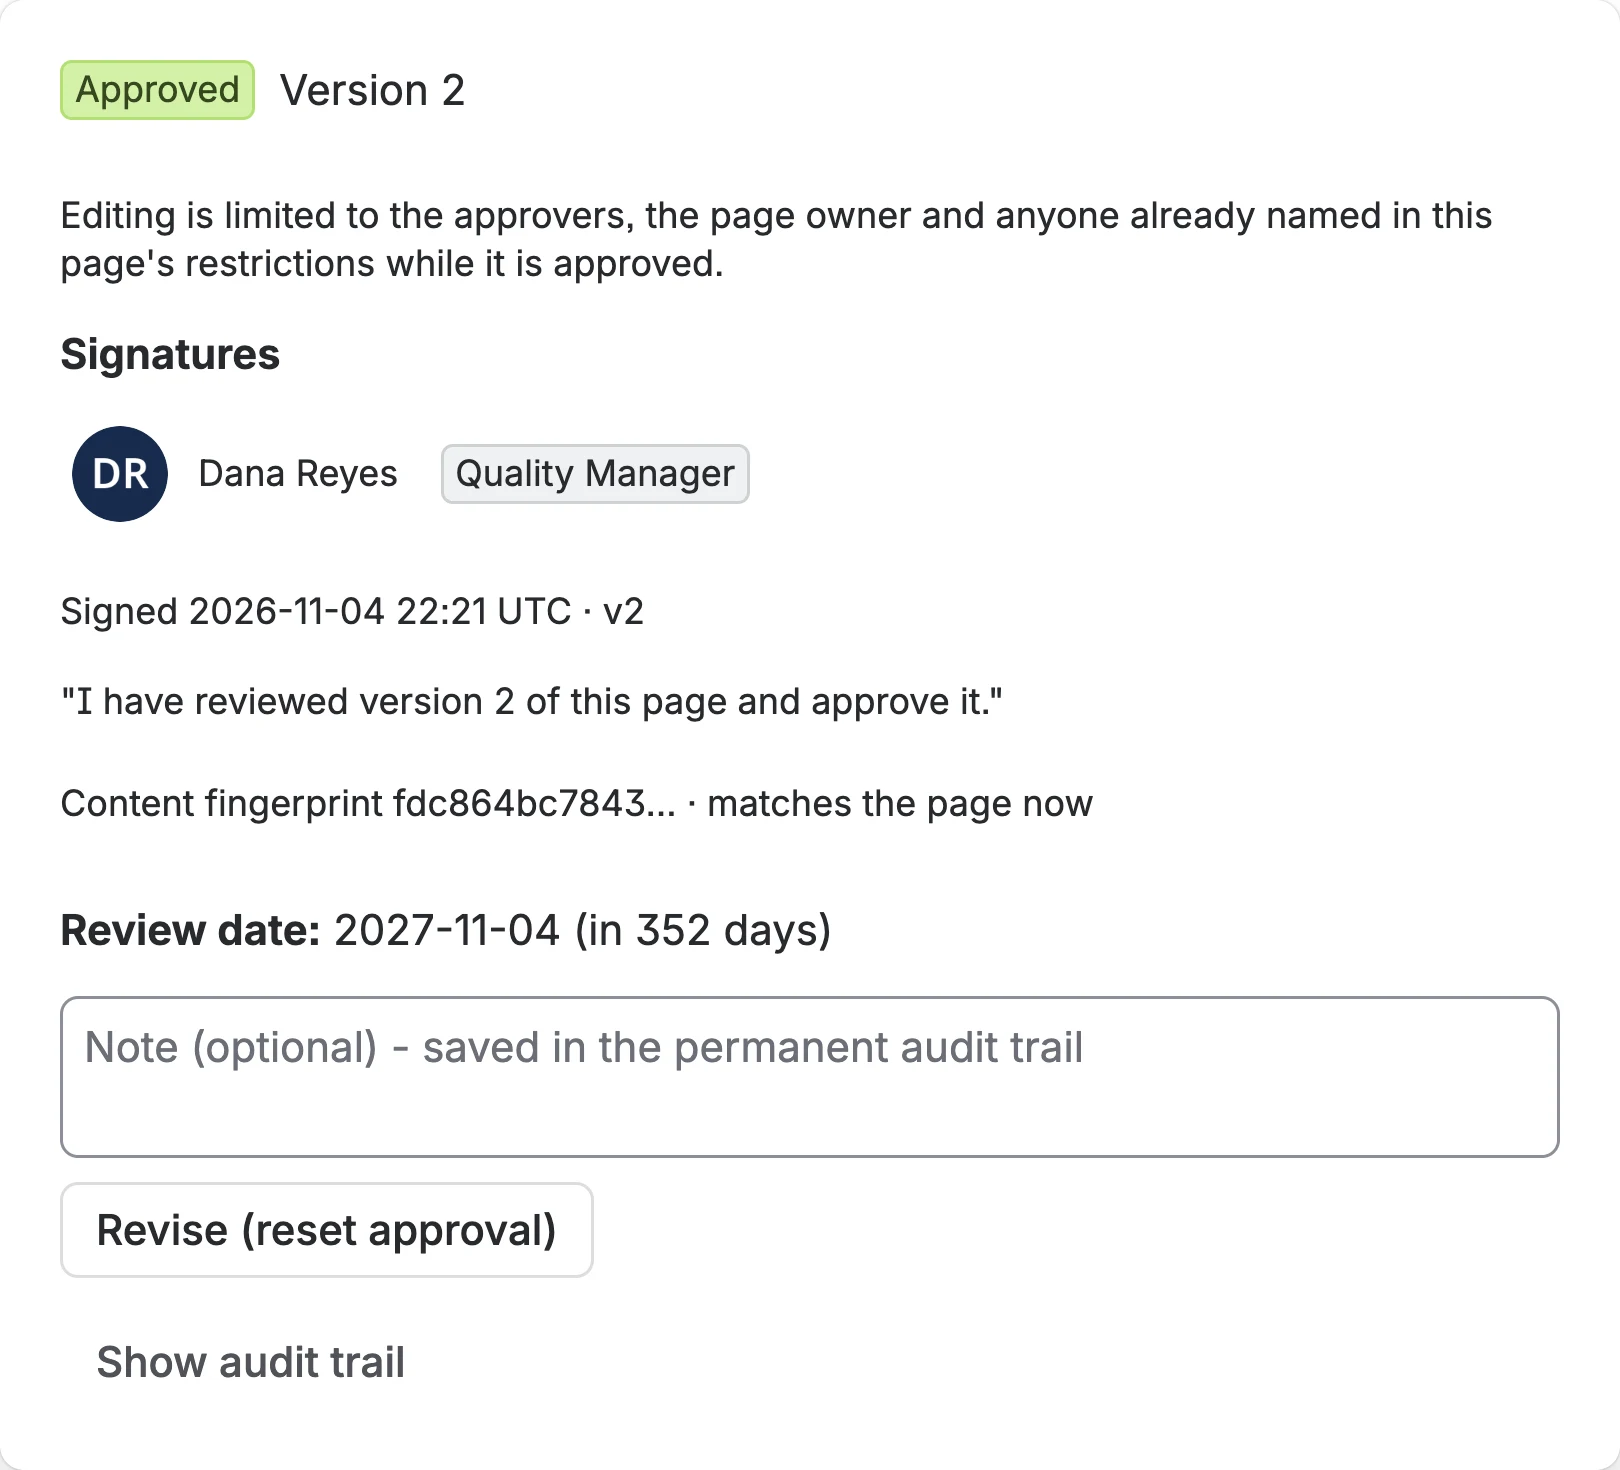 Approved Version 2
Editing is limited to the approvers, the page owner and anyone already named in this
page's restrictions while it is approved.
Signatures
DR Dana Reyes Quality Manager
Signed 2026-11-04 22:21 UTC · v2
"I have reviewed version 2 of this page and approve it."
Content fingerprint fdc864bc7843... · matches the page now
Review date: 2027-11-04 (in 352 days)
Note (optional) - saved in the permanent audit trail
Revise (reset approval)
Show audit trail